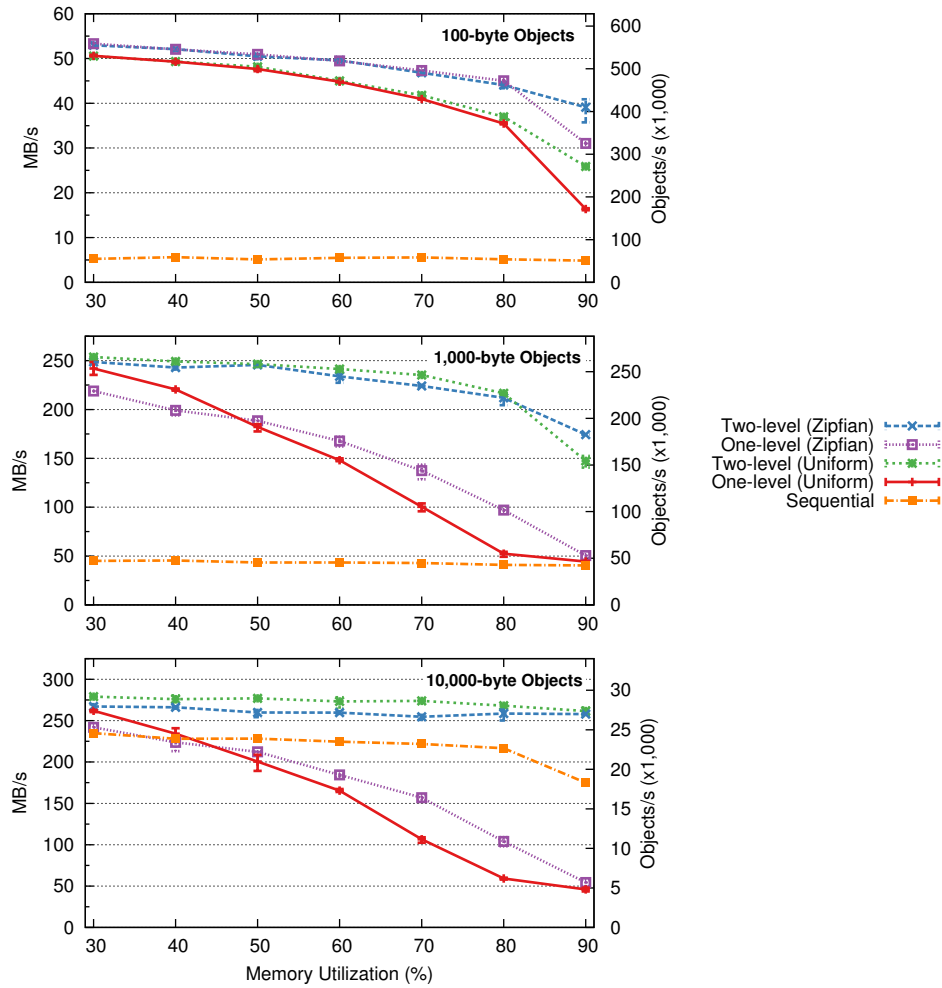 100-byte Objects
60
50
40
30
20
10
0
MB/s
600
500
400
300
200
100
0
Objects/s (x1,000)
30 40 50 60 70 80 90
1,000-byte Objects
250
200
150
100
50
0
MB/s
250
200
150
100
50
0
Objects/s (x1,000)
30 40 50 60 70 80 90
Two-level (Zipfian)
One-level (Zipfian)
Two-level (Uniform)
One-level (Uniform)
Sequential
10,000-byte Objects
300
250
200
150
100
50
0
MB/s
30
25
20
15
10
5
0
Objects/s (x1,000)
30 40 50 60 70 80 90
Memory Utilization (%)